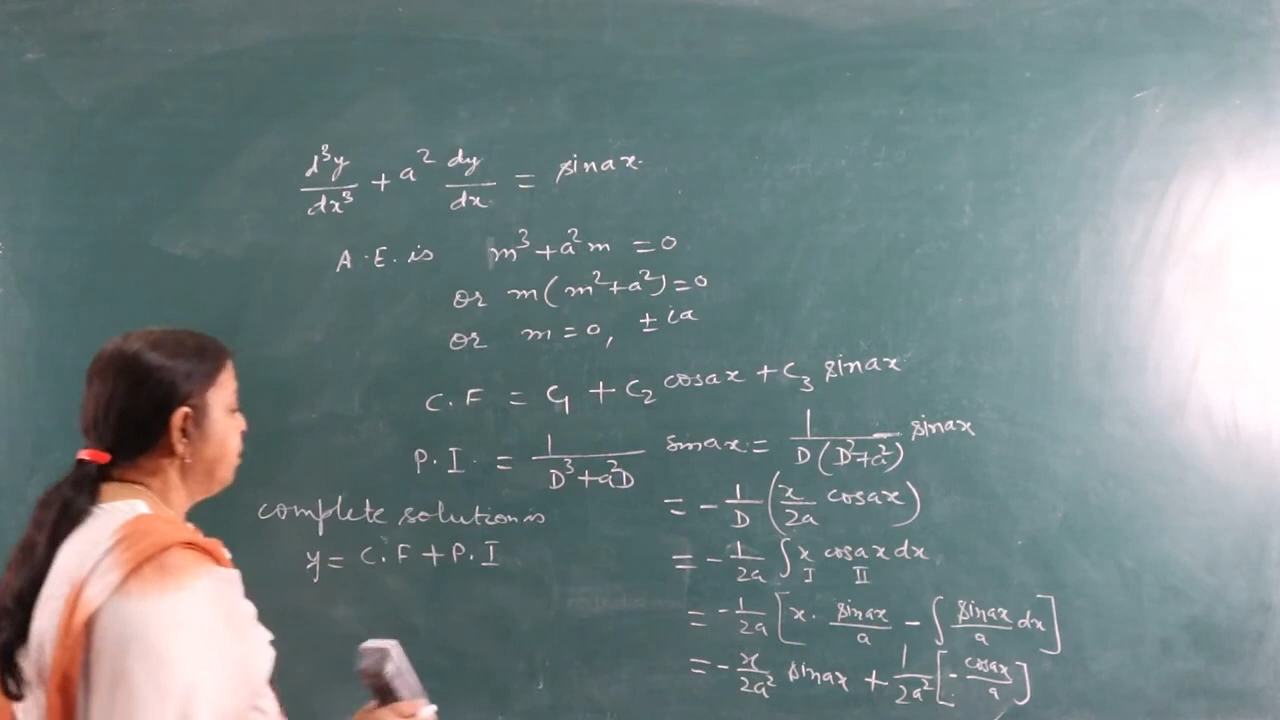 d³y/dx³ + a² dy/dx = sinax.
A.E. is m³ + a²m = 0
or m(m² + a²) = 0
or m = 0, ± ia
C.F = C₁ + C₂ cosax + C₃ sinax
P.I. = 1/(D³ + a²D) sinax = 1/(D(D² + a²)) sinax
= - 1/D (x/2a cosax)
complete solution is
y = C.F + P.I
= - 1/2a ∫ x cosax dx
I II
= - 1/2a [x. sinax/a - ∫ sinax/a dx]
= - x/2a² sinax + 1/2a² [- cosax/a]